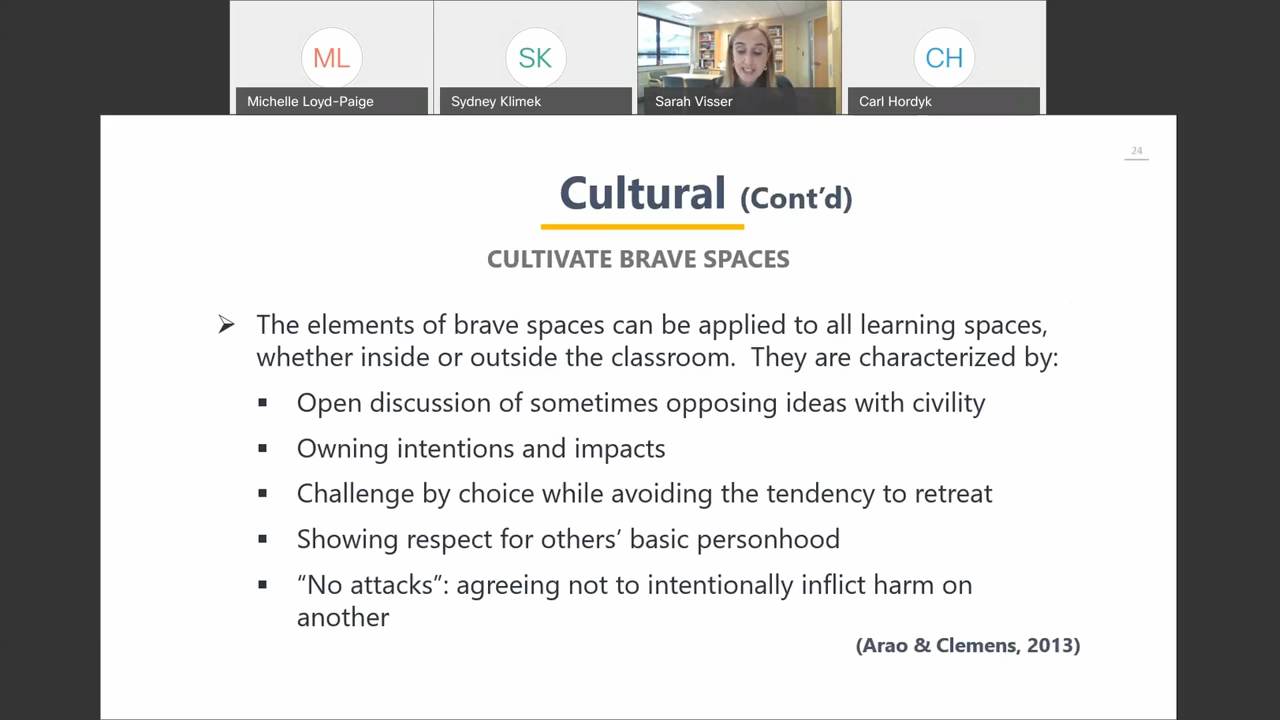 ML
SK
CH
Michelle Loyd-Paige
Sydney Klimek
Sarah Visser
Carl Hordyk
24
Cultural (Cont’d)
CULTIVATE BRAVE SPACES
The elements of brave spaces can be applied to all learning spaces,
whether inside or outside the classroom. They are characterized by:
Open discussion of sometimes opposing ideas with civility
Owning intentions and impacts
Challenge by choice while avoiding the tendency to retreat
Showing respect for others’ basic personhood
“No attacks”: agreeing not to intentionally inflict harm on
another
(Arao & Clemens, 2013)